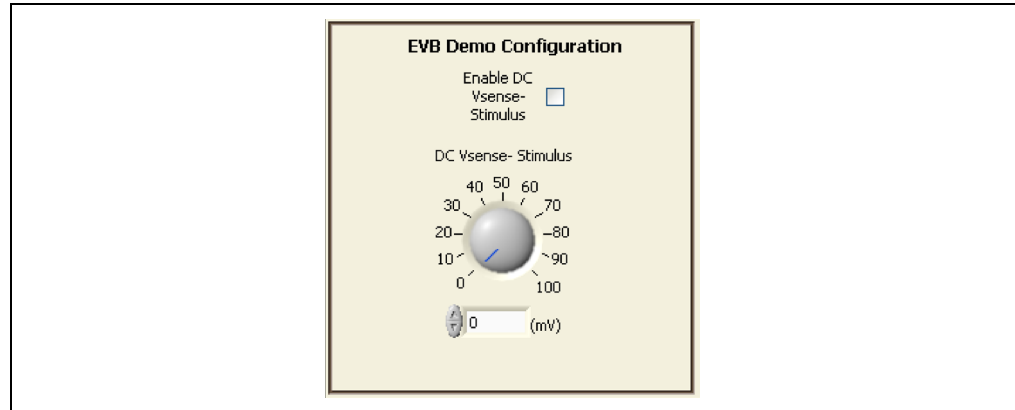 EVB Demo Configuration
Enable DC
Vsense-
Stimulus
DC Vsense- Stimulus
0
10
20
30
40
50
60
70
80
90
100
0
(mV)